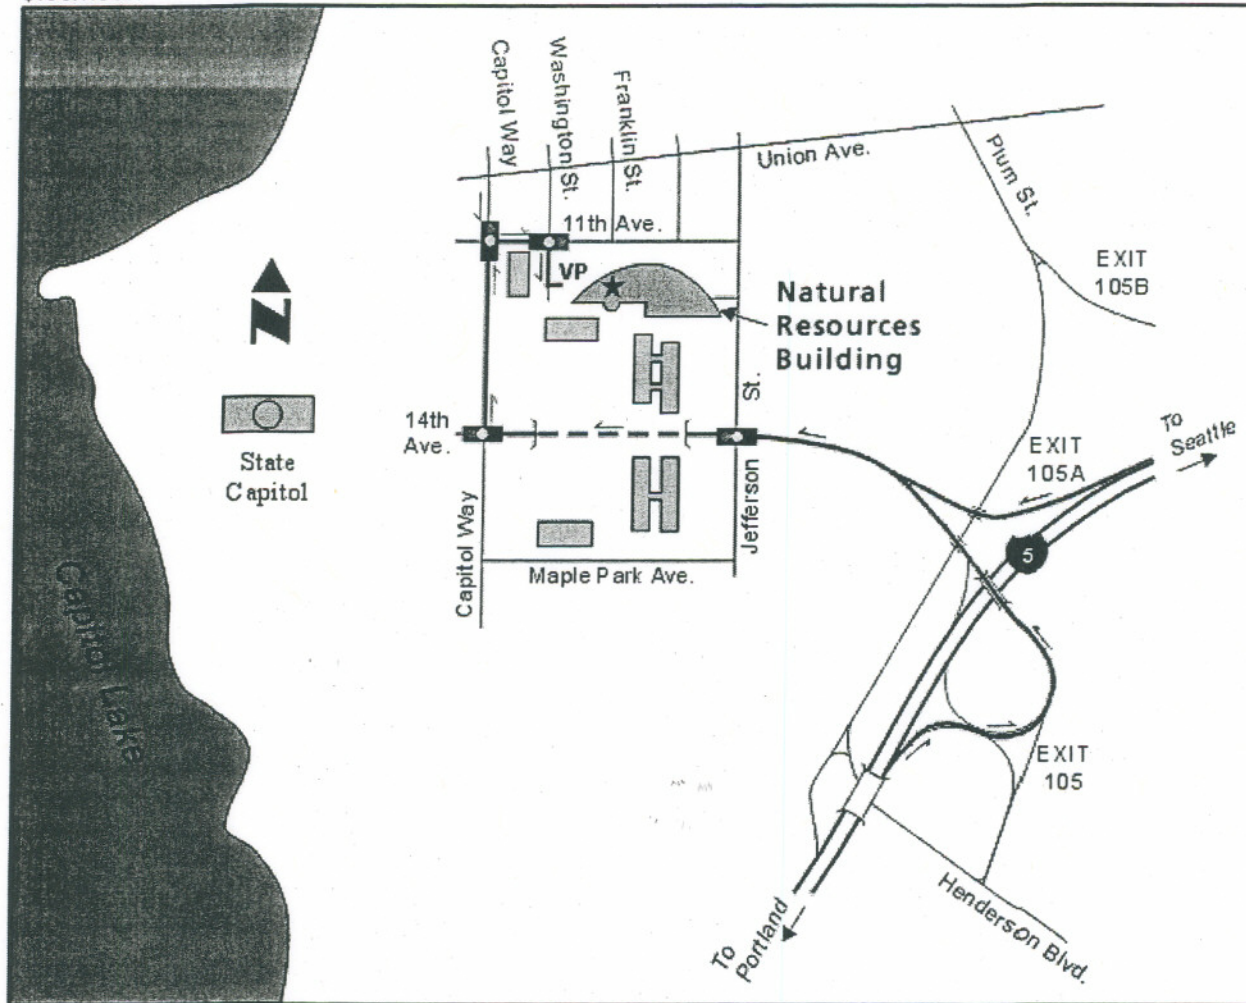 Capitol Way
Washington St.
Franklin St.
Union Ave.
Plum St.
11th Ave.
VP
EXIT
105B
Natural
Resources
Building
N
St.
14th
Ave.
To
Seattle
EXIT
105A
State
Capitol
5
Jefferson
Capitol Way
Maple Park Ave.
Capitol Lake
EXIT
105
Henderson Blvd.
To
Portland